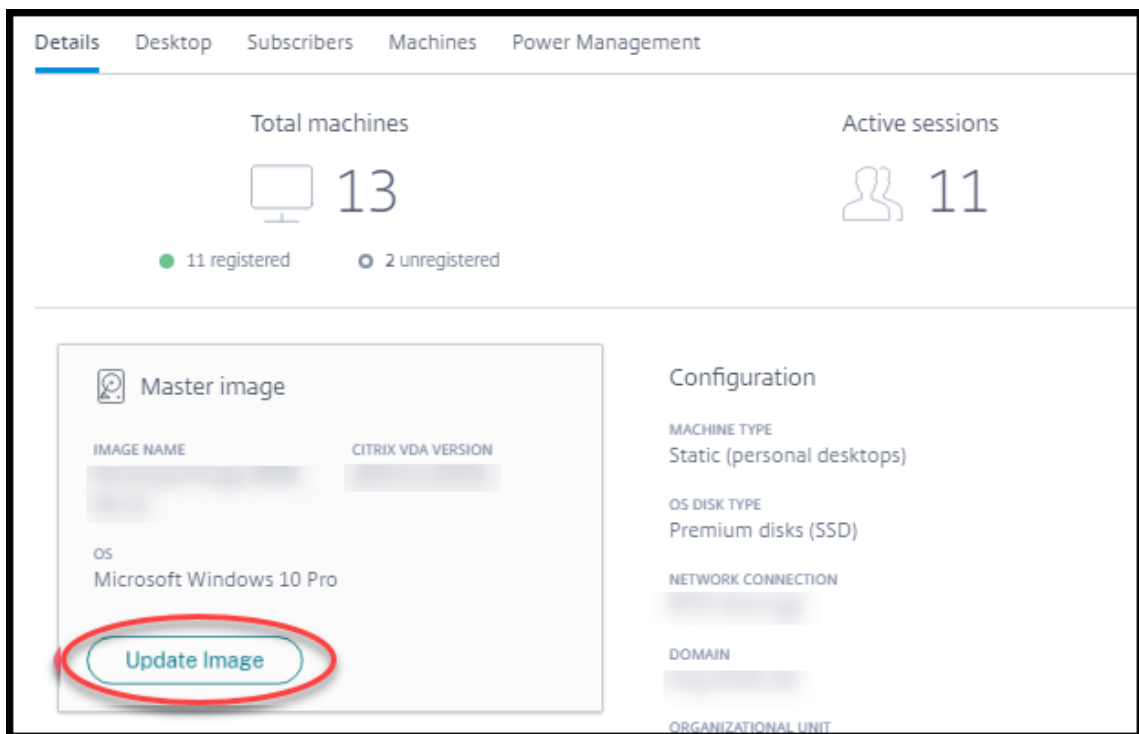 Details Desktop Subscribers Machines Power Management
Total machines
13
11 registered 2 unregistered
Active sessions
11
Master image
IMAGE NAME CITRIX VDA VERSION
OS
Microsoft Windows 10 Pro
Update Image
Configuration
MACHINE TYPE
Static (personal desktops)
OS DISK TYPE
Premium disks (SSD)
NETWORK CONNECTION
DOMAIN
ORGANIZATIONAL UNIT